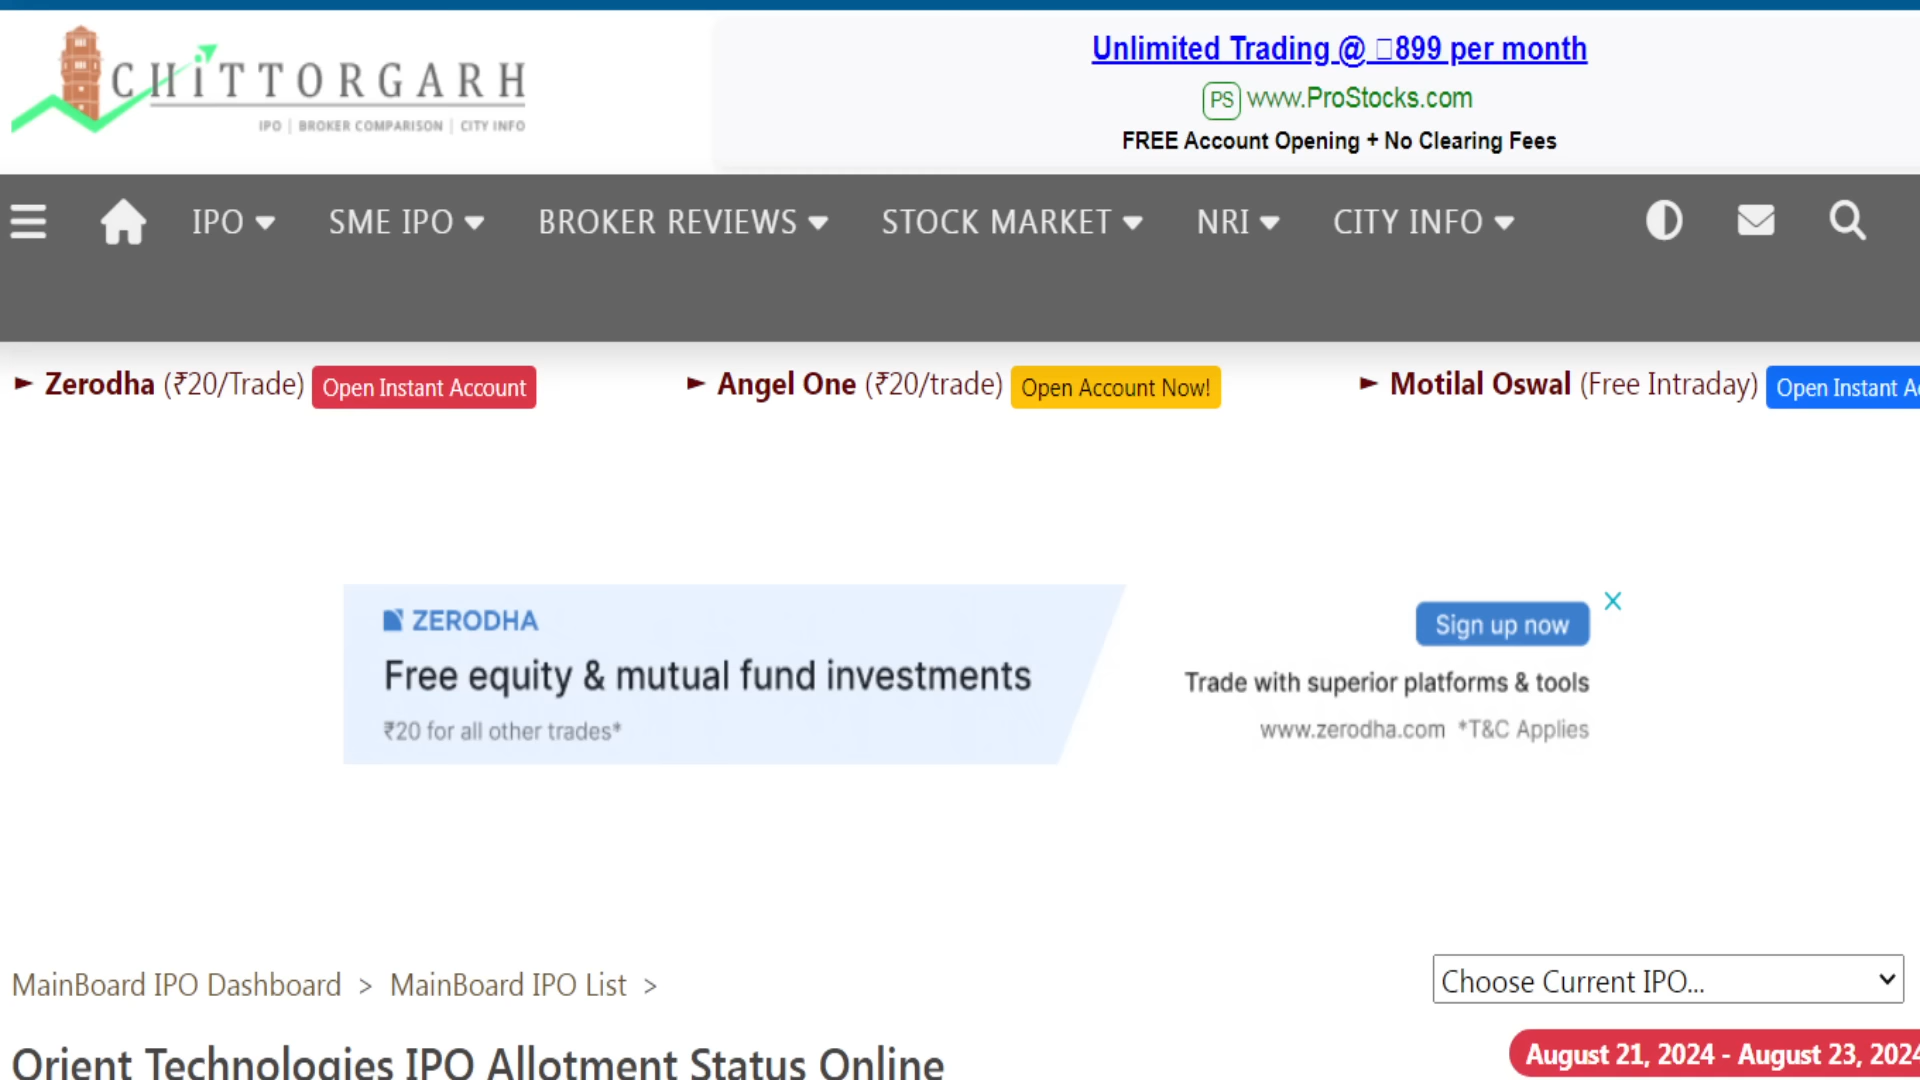 CHiTTORGARH
IPO | BROKER COMPARISON | CITY INFO
Unlimited Trading @ □899 per month
PS www.ProStocks.com
FREE Account Opening + No Clearing Fees
IPO SME IPO BROKER REVIEWS STOCK MARKET NRI CITY INFO
► Zerodha (₹20/Trade) Open Instant Account ► Angel One (₹20/trade) Open Account Now! ► Motilal Oswal (Free Intraday) Open Instant
ZERODHA
Free equity & mutual fund investments
₹20 for all other trades*
Sign up now
Trade with superior platforms & tools
www.zerodha.com *T&C Applies
MainBoard IPO Dashboard > MainBoard IPO List >
Choose Current IPO...
Orient Technologies IPO Allotment Status Online
August 21, 2024 - August 23, 2024